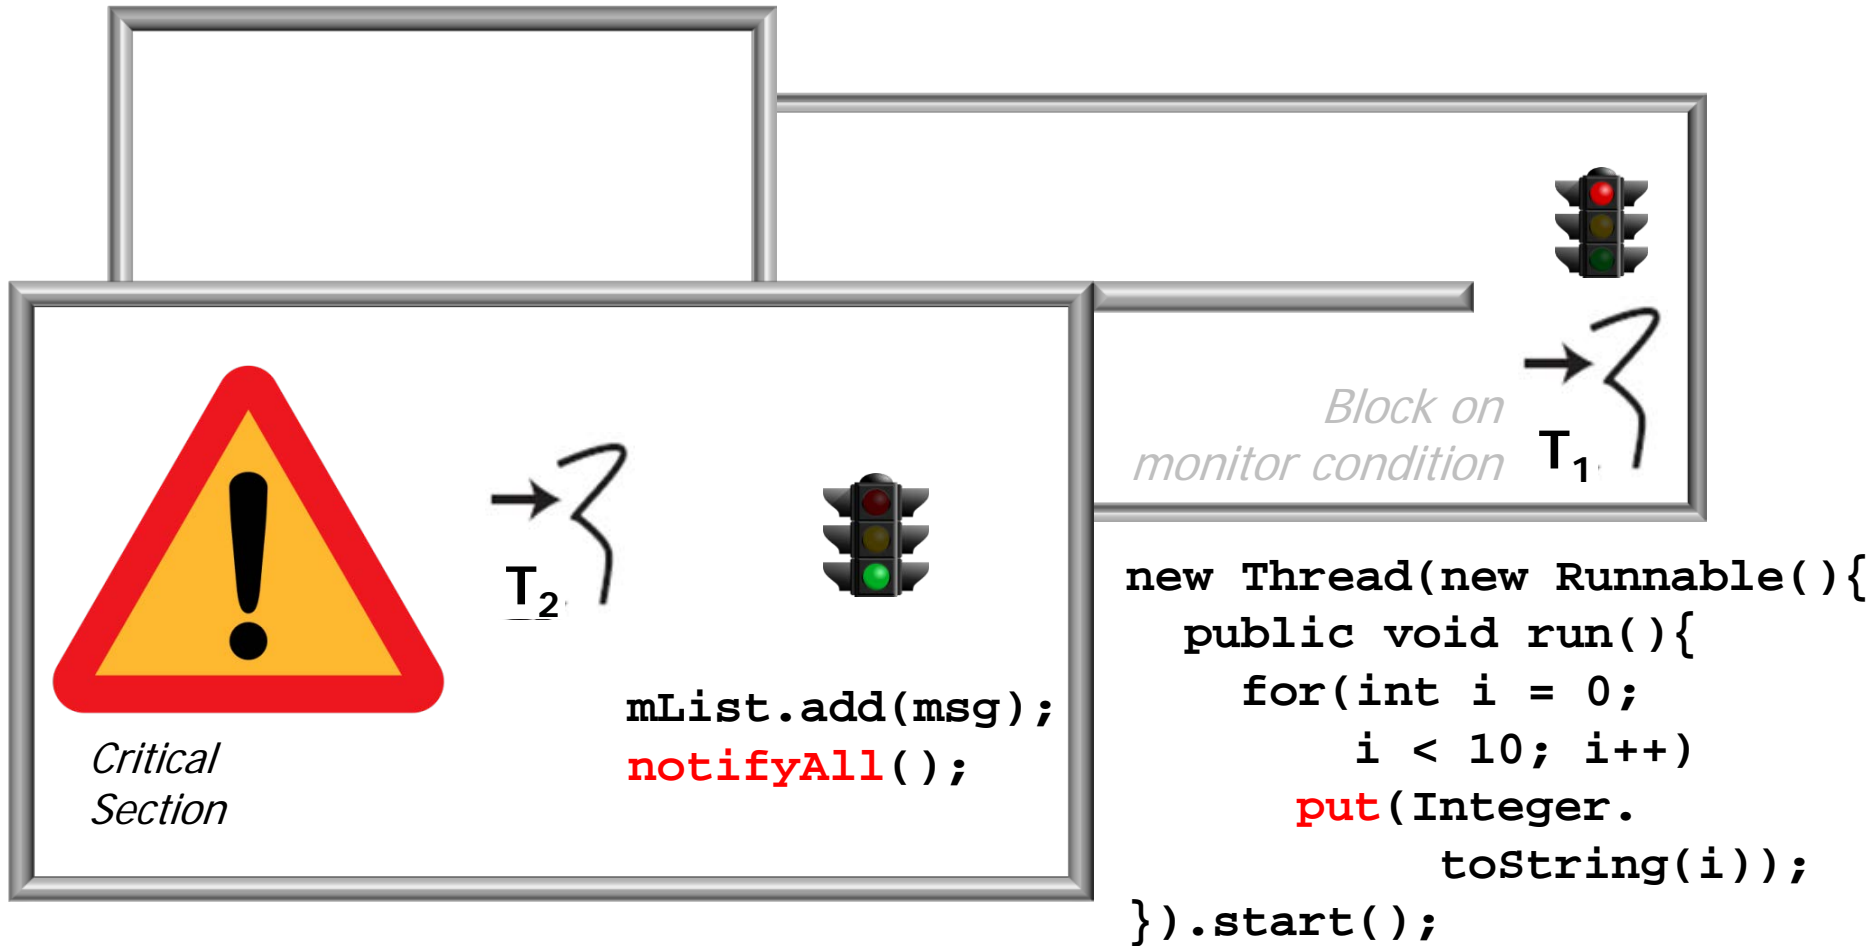 Block on
monitor condition
T1
T2
mList.add(msg);
notifyAll();
Critical
Section
new Thread(new Runnable(){
public void run(){
for(int i = 0;
i < 10; i++)
put(Integer.
toString(i));
}).start();